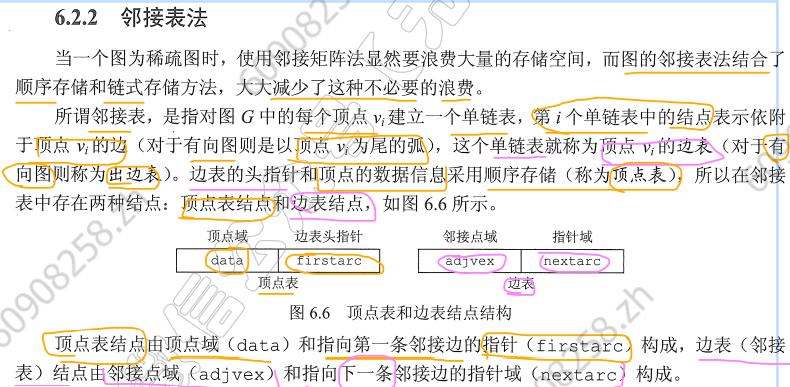 6.2.2 邻接表法
当一个图为稀疏图时，使用邻接矩阵法显然要浪费大量的存储空间，而图的邻接表法结合了
顺序存储和链式存储方法，大大减少了这种不必要的浪费。
所谓邻接表，是指对图 G 中的每个顶点 vi 建立一个单链表，第 i 个单链表中的结点表示依附
于顶点 vi 的边（对于有向图则是以顶点 vi 为尾的弧），这个单链表就称为顶点 vi 的边表（对于有
向图则称为出边表）。边表的头指针和顶点的数据信息采用顺序存储（称为顶点表），所以在邻接
表中存在两种结点：顶点表结点和边表结点，如图 6.6 所示。
顶点域 边表头指针 邻接点域 指针域
data firstarc adjvex nextarc
顶点表 边表
图 6.6 顶点表和边表结点结构
顶点表结点由顶点域（data）和指向第一条邻接边的指针（firstarc）构成，边表（邻接
表）结点由邻接点域（adjvex）和指向下一条邻接边的指针域（nextarc）构成。
60908258.zh